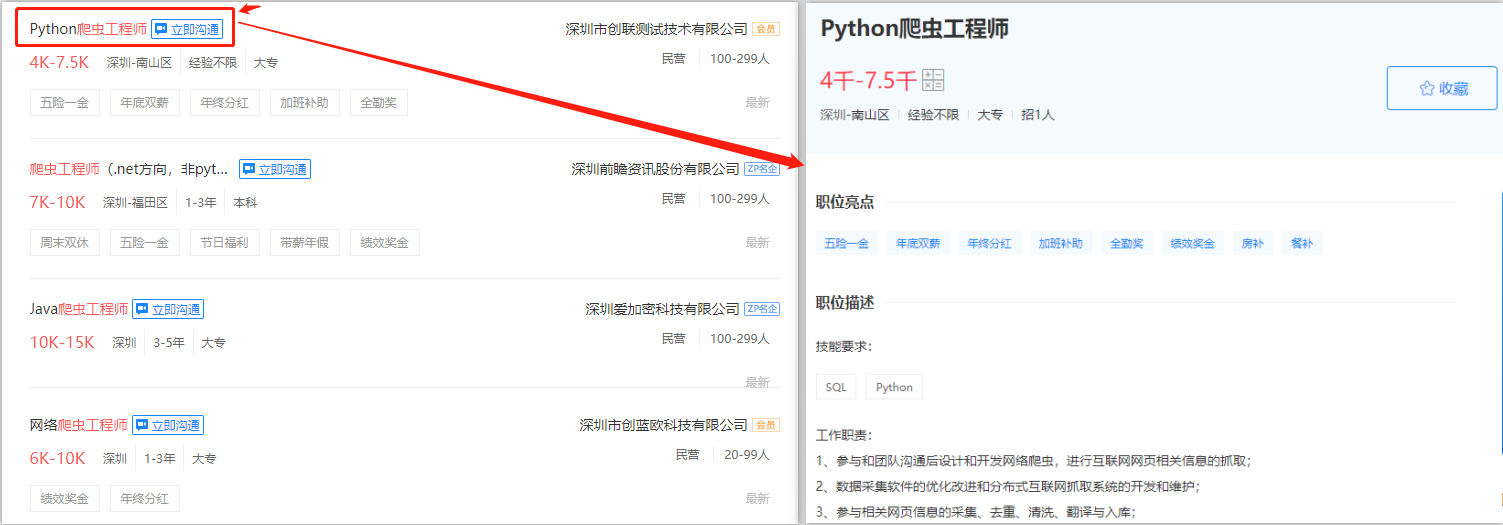 Python爬虫工程师 立即沟通 深圳市创联测试技术有限公司 会员
4K-7.5K 深圳-南山区 经验不限 大专 民营 100-299人
五险一金 年底双薪 年终分红 加班补助 全勤奖 最新
爬虫工程师（.net方向，非pyt... 立即沟通 深圳前瞻资讯股份有限公司 ZP名企
7K-10K 深圳-福田区 1-3年 本科 民营 100-299人
周末双休 五险一金 节日福利 带薪年假 绩效奖金 最新
Java爬虫工程师 立即沟通 深圳爱加密科技有限公司 ZP名企
10K-15K 深圳 3-5年 大专 民营 100-299人
最新
网络爬虫工程师 立即沟通 深圳市创蓝欧科技有限公司 会员
6K-10K 深圳 1-3年 大专 民营 20-99人
绩效奖金 年终分红 最新
Python爬虫工程师
4千-7.5千
收藏
深圳-南山区 经验不限 大专 招1人
职位亮点
五险一金 年底双薪 年终分红 加班补助 全勤奖 绩效奖金 房补 餐补
职位描述
技能要求：
SQL Python
工作职责：
1、参与和团队沟通后设计和开发网络爬虫，进行互联网网页相关信息的抓取；
2、数据采集软件的优化改进和分布式互联网抓取系统的开发和维护；
3、参与相关网页信息的采集、去重、清洗、翻译与入库；